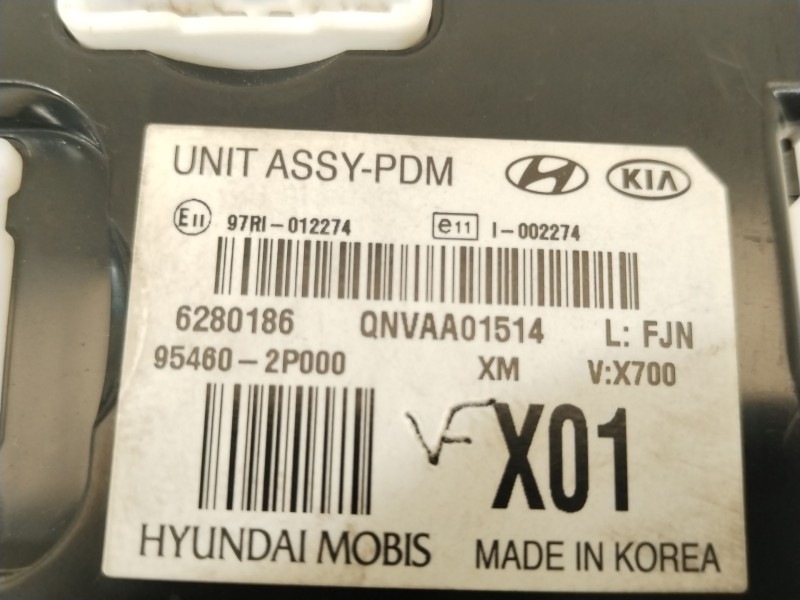 UNIT ASSY-PDM KIA
E11 97RI-012274 e11 I-002274
6280186 QNVAA01514 L: FJN
95460-2P000 XM V:X700
X01
HYUNDAI MOBIS MADE IN KOREA